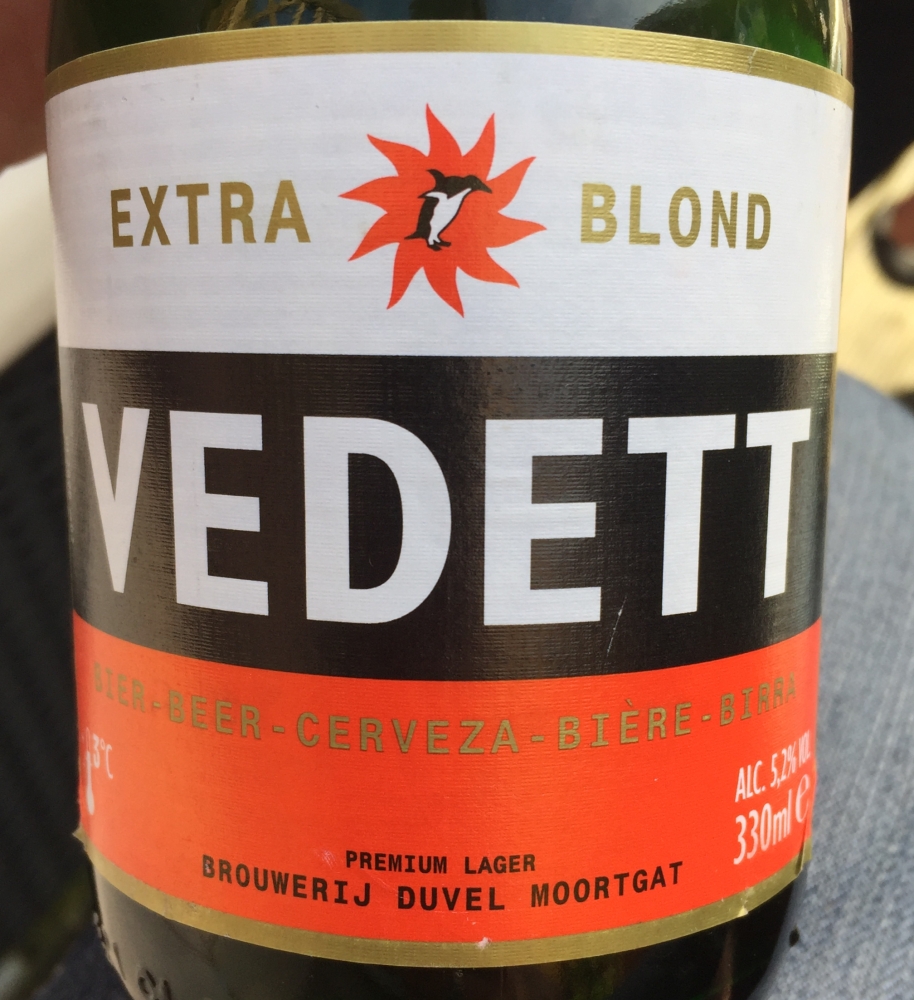 EXTRA BLOND
VEDETT
BIER-BEER-CERVEZA-BIÈRE-BIRRA
3°C
ALC. 5,2% VOL.
330ml e
PREMIUM LAGER
BROUWERIJ DUVEL MOORTGAT